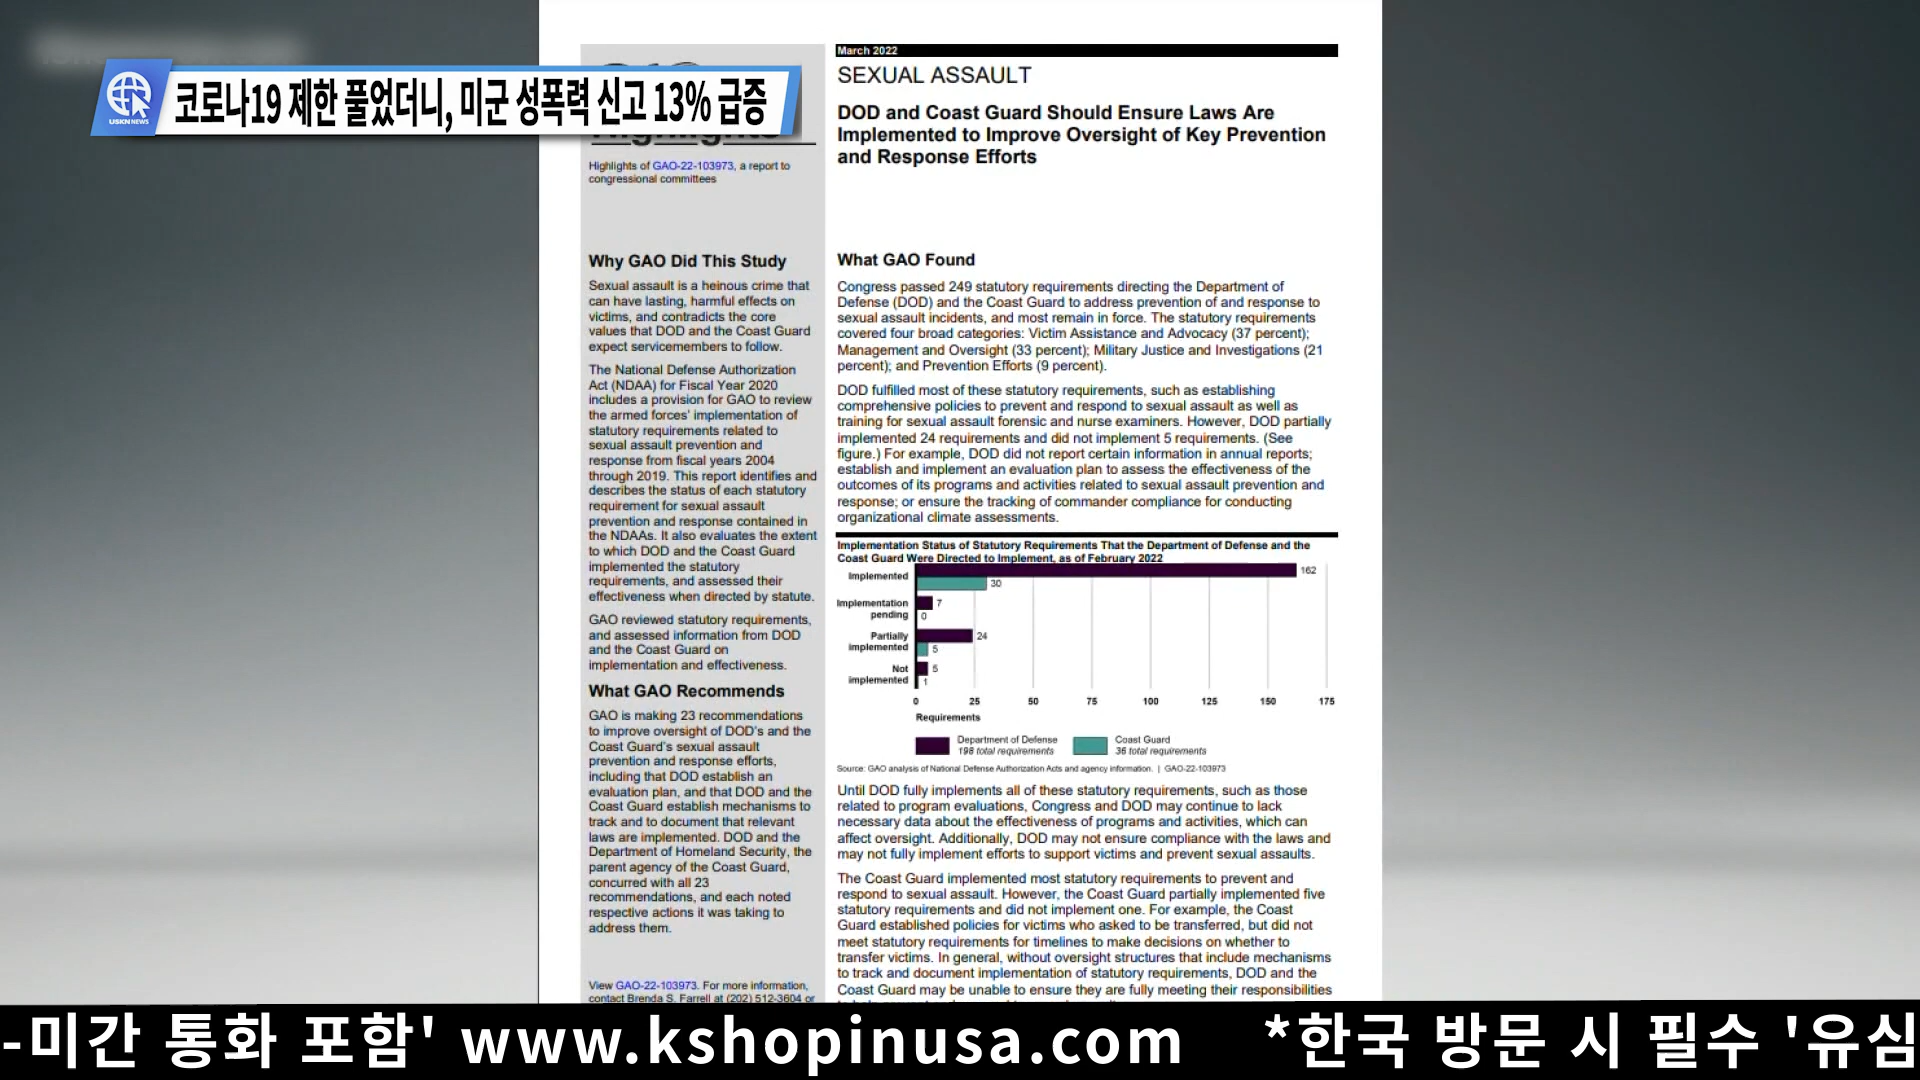 코로나19 제한 풀었더니, 미군 성폭력 신고 13% 급증
USKN NEWS
Highlights
Highlights of GAO-22-103973, a report to
congressional committees
Why GAO Did This Study
Sexual assault is a heinous crime that
can have lasting, harmful effects on
victims, and contradicts the core
values that DOD and the Coast Guard
expect servicemembers to follow.
The National Defense Authorization
Act (NDAA) for Fiscal Year 2020
includes a provision for GAO to review
the armed forces' implementation of
statutory requirements related to
sexual assault prevention and
response from fiscal years 2004
through 2019. This report identifies and
describes the status of each statutory
requirement for sexual assault
prevention and response contained in
the NDAAs. It also evaluates the extent
to which DOD and the Coast Guard
implemented the statutory
requirements, and assessed their
effectiveness when directed by statute.
GAO reviewed statutory requirements,
and assessed information from DOD
and the Coast Guard on
implementation and effectiveness.
What GAO Recommends
GAO is making 23 recommendations
to improve oversight of DOD's and the
Coast Guard's sexual assault
prevention and response efforts,
including that DOD establish an
evaluation plan, and that DOD and the
Coast Guard establish mechanisms to
track and to document that relevant
laws are implemented. DOD and the
Department of Homeland Security, the
parent agency of the Coast Guard,
concurred with all 23
recommendations, and each noted
respective actions it was taking to
address them.
View GAO-22-103973. For more information,
contact Brenda S. Farrell at (202) 512-3604 or
March 2022
SEXUAL ASSAULT
DOD and Coast Guard Should Ensure Laws Are
Implemented to Improve Oversight of Key Prevention
and Response Efforts
What GAO Found
Congress passed 249 statutory requirements directing the Department of
Defense (DOD) and the Coast Guard to address prevention of and response to
sexual assault incidents, and most remain in force. The statutory requirements
covered four broad categories: Victim Assistance and Advocacy (37 percent);
Management and Oversight (33 percent); Military Justice and Investigations (21
percent); and Prevention Efforts (9 percent).
DOD fulfilled most of these statutory requirements, such as establishing
comprehensive policies to prevent and respond to sexual assault as well as
training for sexual assault forensic and nurse examiners. However, DOD partially
implemented 24 requirements and did not implement 5 requirements. (See
figure.) For example, DOD did not report certain information in annual reports;
establish and implement an evaluation plan to assess the effectiveness of the
outcomes of its programs and activities related to sexual assault prevention and
response; or ensure the tracking of commander compliance for conducting
organizational climate assessments.
Implementation Status of Statutory Requirements That the Department of Defense and the
Coast Guard Were Directed to Implement, as of February 2022
Implemented
162
30
Implementation
pending
7
0
Partially
implemented
24
5
Not
implemented
5
1
0 25 50 75 100 125 150 175
Requirements
Department of Defense
198 total requirements
Coast Guard
36 total requirements
Source: GAO analysis of National Defense Authorization Acts and agency information. | GAO-22-103973
Until DOD fully implements all of these statutory requirements, such as those
related to program evaluations, Congress and DOD may continue to lack
necessary data about the effectiveness of programs and activities, which can
affect oversight. Additionally, DOD may not ensure compliance with the laws and
may not fully implement efforts to support victims and prevent sexual assaults.
The Coast Guard implemented most statutory requirements to prevent and
respond to sexual assault. However, the Coast Guard partially implemented five
statutory requirements and did not implement one. For example, the Coast
Guard established policies for victims who asked to be transferred, but did not
meet statutory requirements for timelines to make decisions on whether to
transfer victims. In general, without oversight structures that include mechanisms
to track and document implementation of statutory requirements, DOD and the
Coast Guard may be unable to ensure they are fully meeting their responsibilities
-미간 통화 포함' www.kshopinusa.com *한국 방문 시 필수 '유심